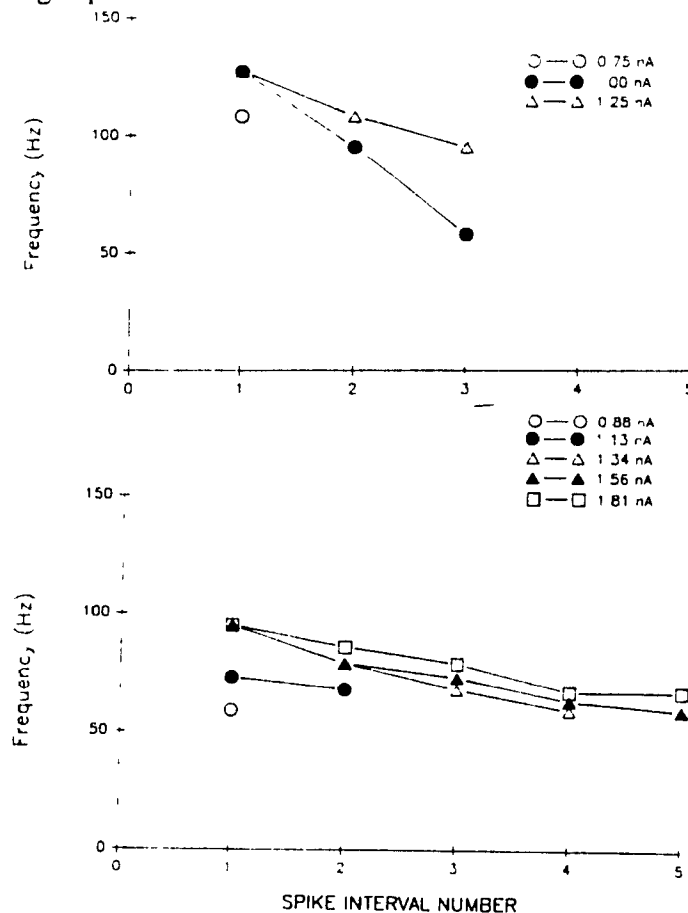 150
100
50
0
Frequency (Hz)
0.75 nA
00 nA
1.25 nA
0 1 2 3 4 5
0.88 nA
1.13 nA
1.34 nA
1.56 nA
1.81 nA
150
100
50
0
Frequency (Hz)
0 1 2 3 4 5
SPIKE INTERVAL NUMBER